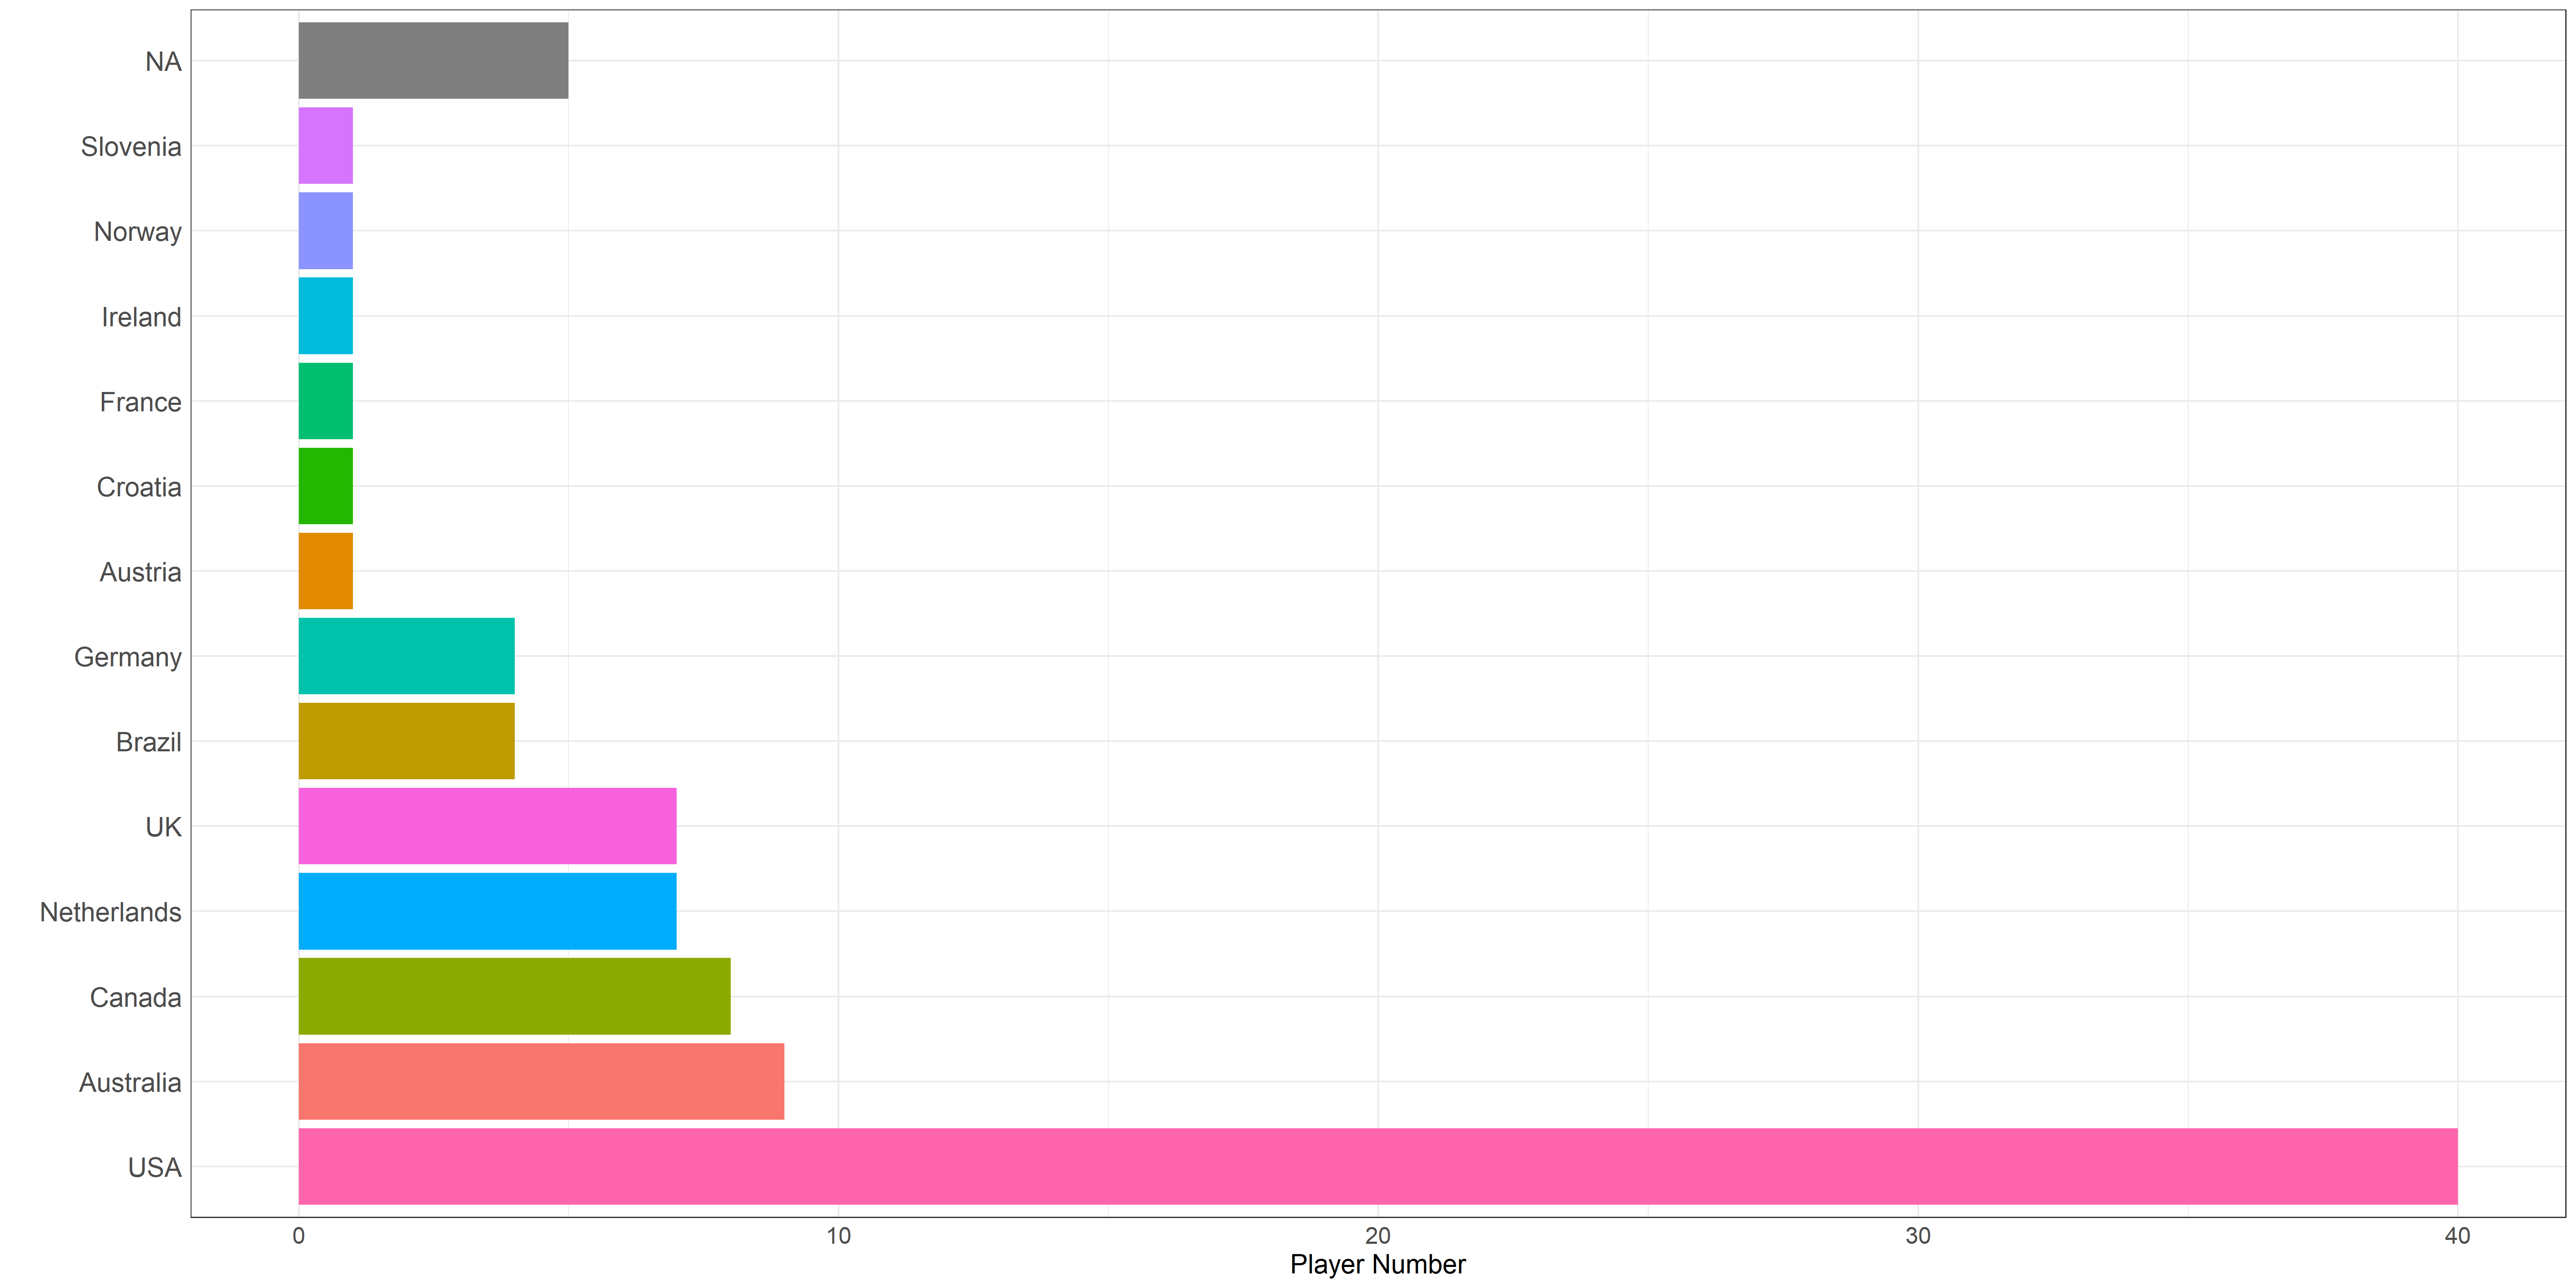 NA
Slovenia
Norway
Ireland
France
Croatia
Austria
Germany
Brazil
UK
Netherlands
Canada
Australia
USA
0 10 20 30 40
Player Number